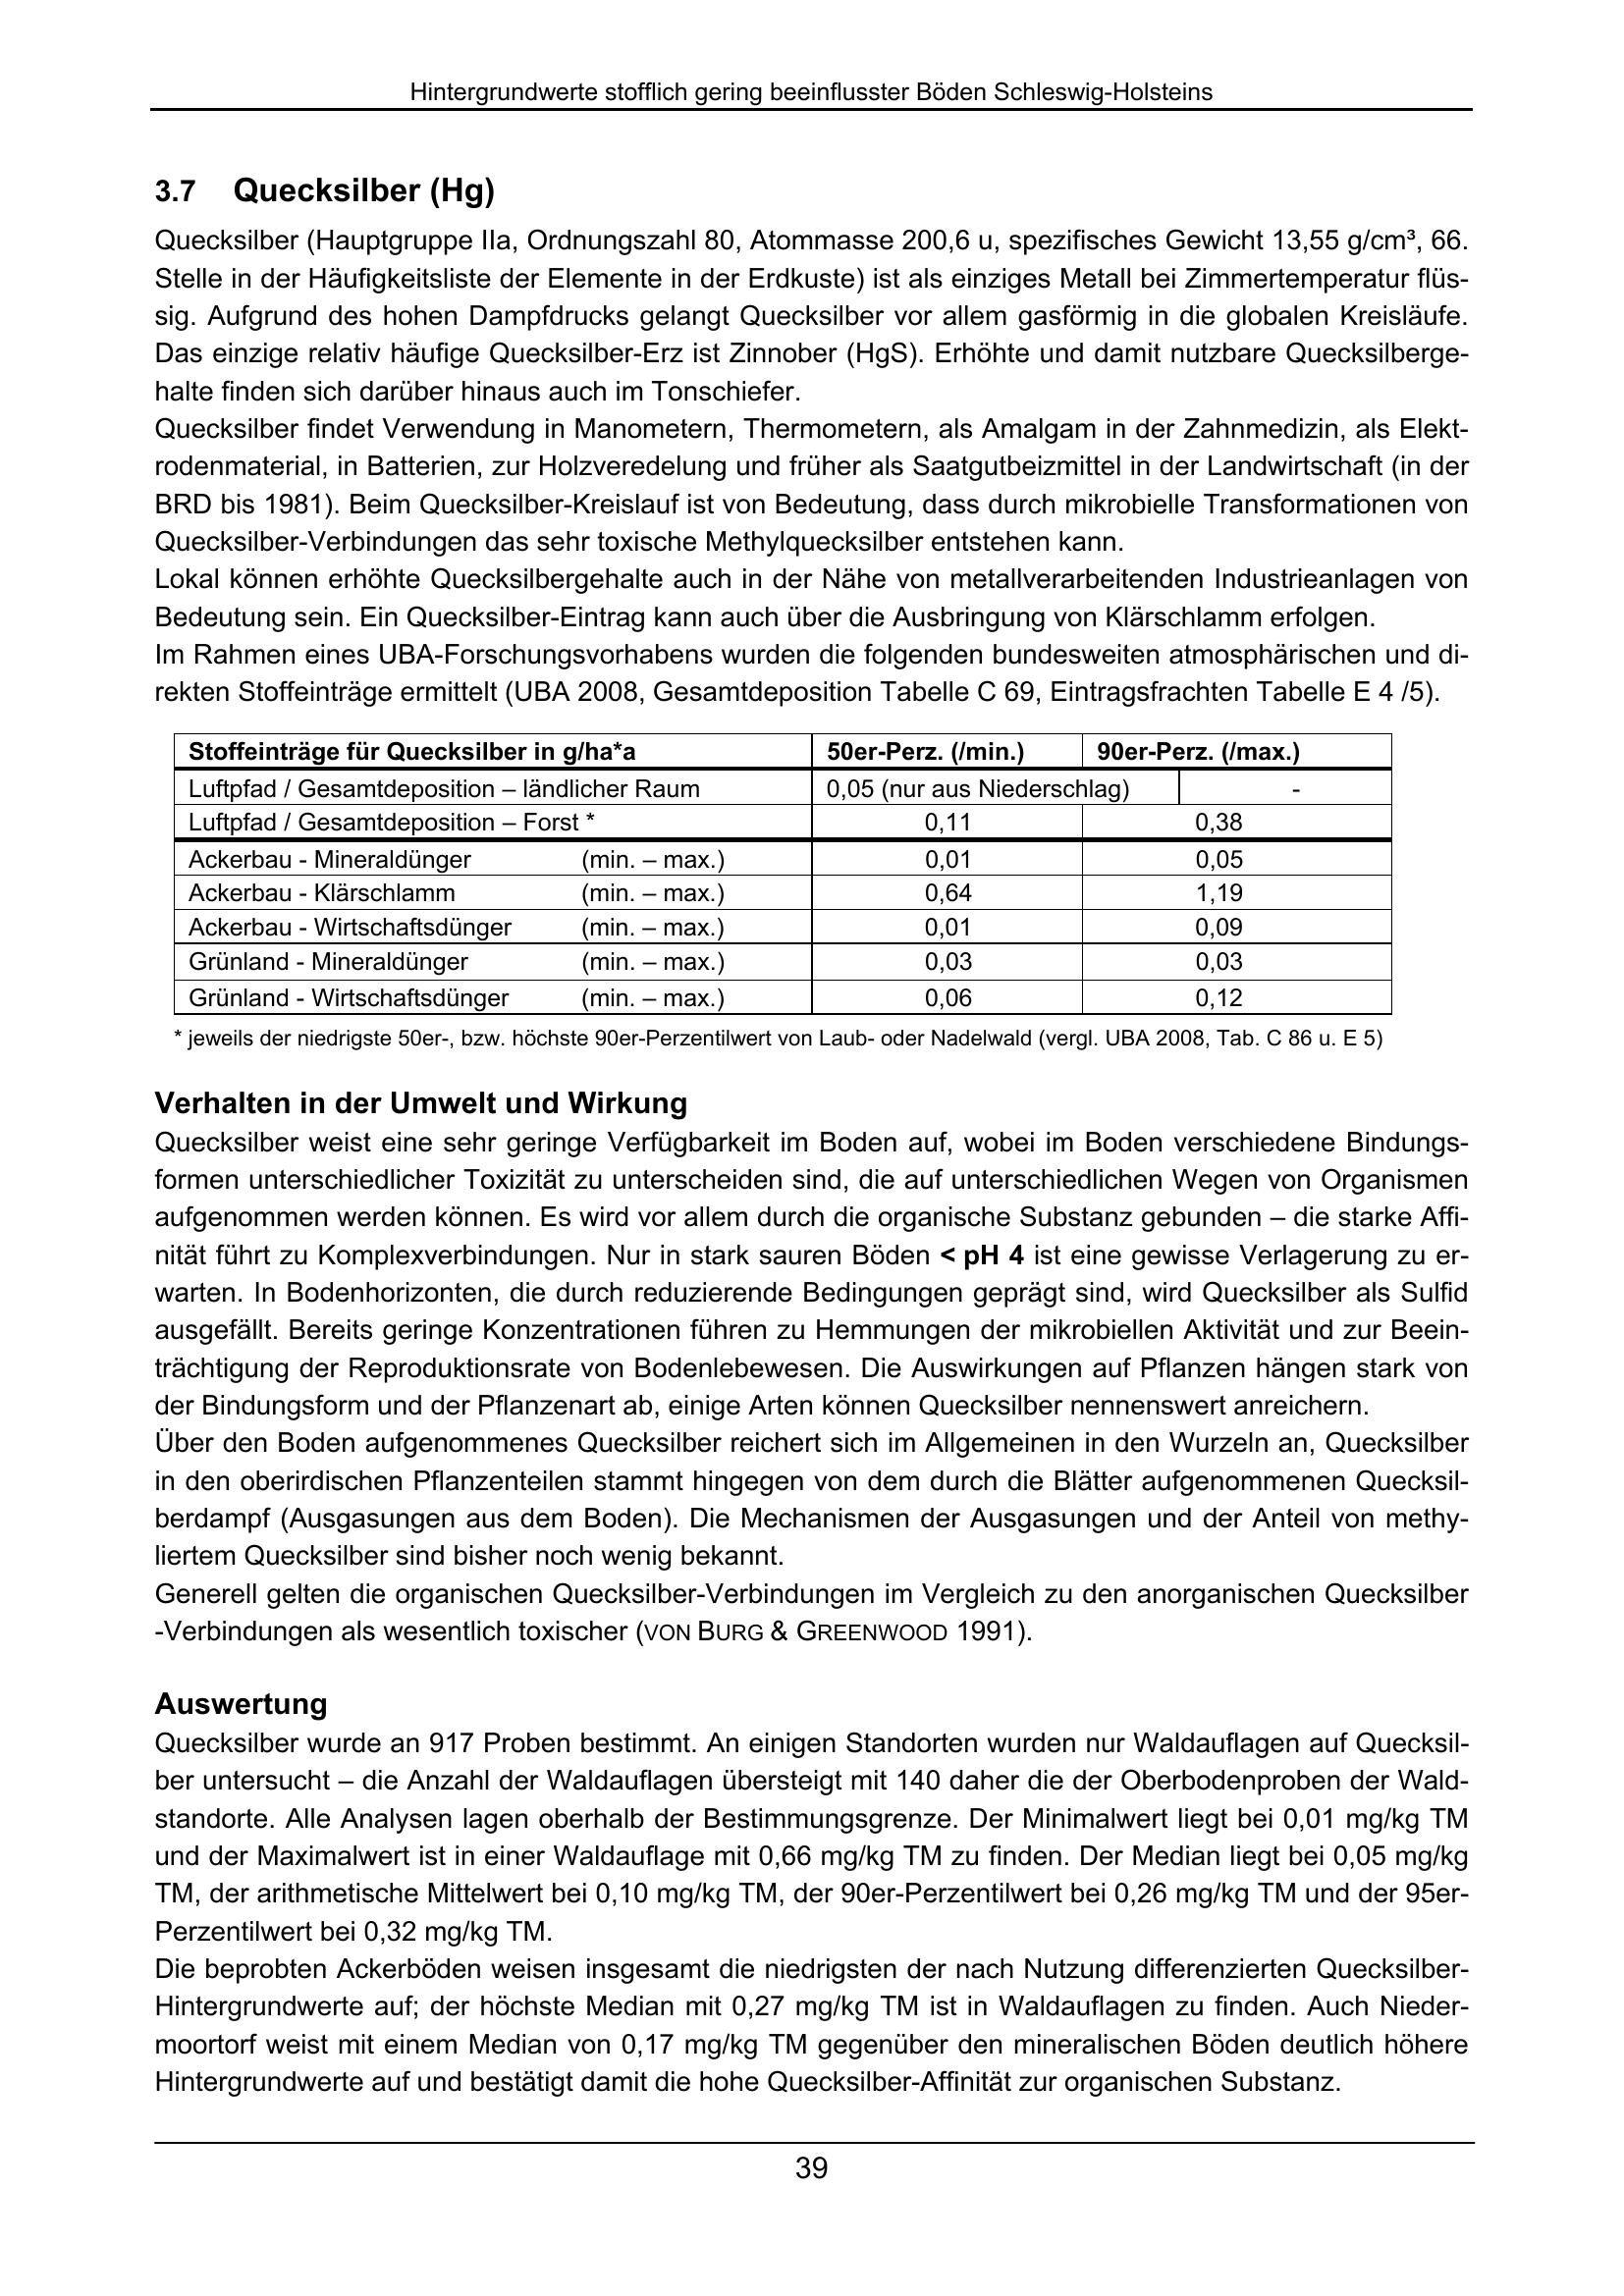 Hintergrundwerte stofflich gering beeinflusster Böden Schleswig-Holsteins
3.7 Quecksilber (Hg)
Quecksilber (Hauptgruppe IIa, Ordnungszahl 80, Atommasse 200,6 u, spezifisches Gewicht 13,55 g/cm³, 66.
Stelle in der Häufigkeitsliste der Elemente in der Erdkuste) ist als einziges Metall bei Zimmertemperatur flüs-
sig. Aufgrund des hohen Dampfdrucks gelangt Quecksilber vor allem gasförmig in die globalen Kreisläufe.
Das einzige relativ häufige Quecksilber-Erz ist Zinnober (HgS). Erhöhte und damit nutzbare Quecksilberge-
halte finden sich darüber hinaus auch im Tonschiefer.
Quecksilber findet Verwendung in Manometern, Thermometern, als Amalgam in der Zahnmedizin, als Elekt-
rodenmaterial, in Batterien, zur Holzveredelung und früher als Saatgutbeizmittel in der Landwirtschaft (in der
BRD bis 1981). Beim Quecksilber-Kreislauf ist von Bedeutung, dass durch mikrobielle Transformationen von
Quecksilber-Verbindungen das sehr toxische Methylquecksilber entstehen kann.
Lokal können erhöhte Quecksilbergehalte auch in der Nähe von metallverarbeitenden Industrieanlagen von
Bedeutung sein. Ein Quecksilber-Eintrag kann auch über die Ausbringung von Klärschlamm erfolgen.
Im Rahmen eines UBA-Forschungsvorhabens wurden die folgenden bundesweiten atmosphärischen und di-
rekten Stoffeinträge ermittelt (UBA 2008, Gesamtdeposition Tabelle C 69, Eintragsfrachten Tabelle E 4 /5).
Stoffeinträge für Quecksilber in g/ha*a 50er-Perz. (/min.) 90er-Perz. (/max.)
Luftpfad / Gesamtdeposition – ländlicher Raum 0,05 (nur aus Niederschlag) -
Luftpfad / Gesamtdeposition – Forst * 0,11 0,38
Ackerbau - Mineraldünger (min. – max.) 0,01 0,05
Ackerbau - Klärschlamm (min. – max.) 0,64 1,19
Ackerbau - Wirtschaftsdünger (min. – max.) 0,01 0,09
Grünland - Mineraldünger (min. – max.) 0,03 0,03
Grünland - Wirtschaftsdünger (min. – max.) 0,06 0,12
* jeweils der niedrigste 50er-, bzw. höchste 90er-Perzentilwert von Laub- oder Nadelwald (vergl. UBA 2008, Tab. C 86 u. E 5)
Verhalten in der Umwelt und Wirkung
Quecksilber weist eine sehr geringe Verfügbarkeit im Boden auf, wobei im Boden verschiedene Bindungs-
formen unterschiedlicher Toxizität zu unterscheiden sind, die auf unterschiedlichen Wegen von Organismen
aufgenommen werden können. Es wird vor allem durch die organische Substanz gebunden – die starke Affi-
nität führt zu Komplexverbindungen. Nur in stark sauren Böden < pH 4 ist eine gewisse Verlagerung zu er-
warten. In Bodenhorizonten, die durch reduzierende Bedingungen geprägt sind, wird Quecksilber als Sulfid
ausgefällt. Bereits geringe Konzentrationen führen zu Hemmungen der mikrobiellen Aktivität und zur Beein-
trächtigung der Reproduktionsrate von Bodenlebewesen. Die Auswirkungen auf Pflanzen hängen stark von
der Bindungsform und der Pflanzenart ab, einige Arten können Quecksilber nennenswert anreichern.
Über den Boden aufgenommenes Quecksilber reichert sich im Allgemeinen in den Wurzeln an, Quecksilber
in den oberirdischen Pflanzenteilen stammt hingegen von dem durch die Blätter aufgenommenen Quecksil-
berdampf (Ausgasungen aus dem Boden). Die Mechanismen der Ausgasungen und der Anteil von methy-
liertem Quecksilber sind bisher noch wenig bekannt.
Generell gelten die organischen Quecksilber-Verbindungen im Vergleich zu den anorganischen Quecksilber
-Verbindungen als wesentlich toxischer (VON BURG & GREENWOOD 1991).
Auswertung
Quecksilber wurde an 917 Proben bestimmt. An einigen Standorten wurden nur Waldauflagen auf Quecksil-
ber untersucht – die Anzahl der Waldauflagen übersteigt mit 140 daher die der Oberbodenproben der Wald-
standorte. Alle Analysen lagen oberhalb der Bestimmungsgrenze. Der Minimalwert liegt bei 0,01 mg/kg TM
und der Maximalwert ist in einer Waldauflage mit 0,66 mg/kg TM zu finden. Der Median liegt bei 0,05 mg/kg
TM, der arithmetische Mittelwert bei 0,10 mg/kg TM, der 90er-Perzentilwert bei 0,26 mg/kg TM und der 95er-
Perzentilwert bei 0,32 mg/kg TM.
Die beprobten Ackerböden weisen insgesamt die niedrigsten der nach Nutzung differenzierten Quecksilber-
Hintergrundwerte auf; der höchste Median mit 0,27 mg/kg TM ist in Waldauflagen zu finden. Auch Nieder-
moortorf weist mit einem Median von 0,17 mg/kg TM gegenüber den mineralischen Böden deutlich höhere
Hintergrundwerte auf und bestätigt damit die hohe Quecksilber-Affinität zur organischen Substanz.
39